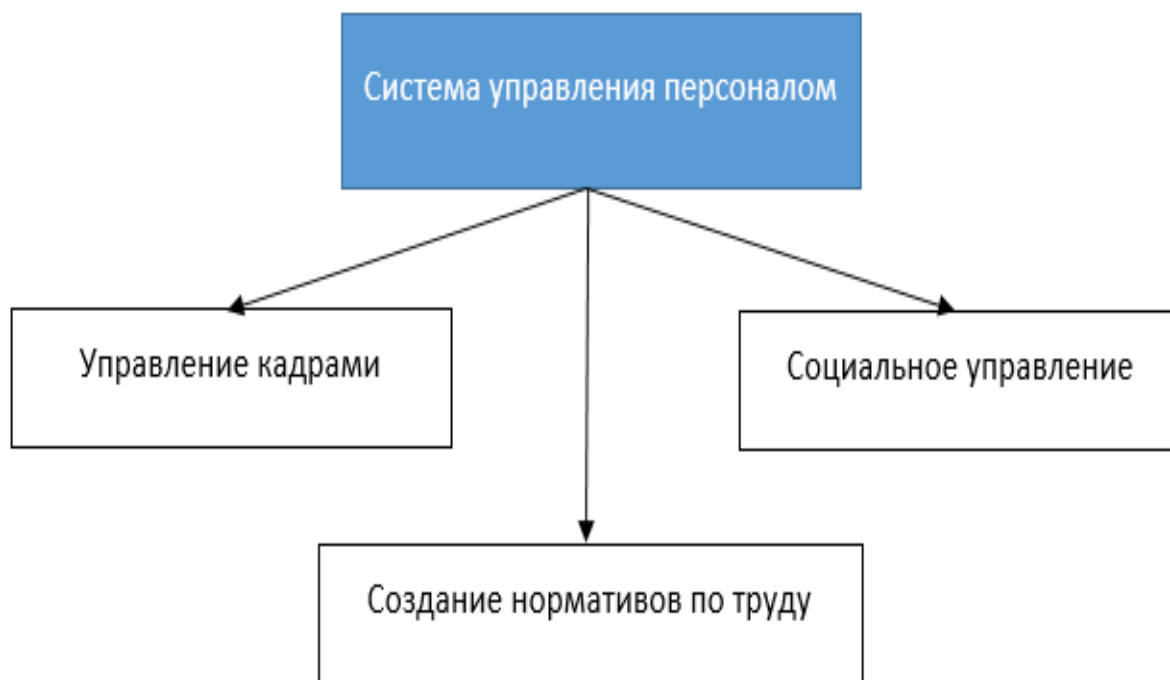 Система управления персоналом
Управление кадрами
Социальное управление
Создание нормативов по труду